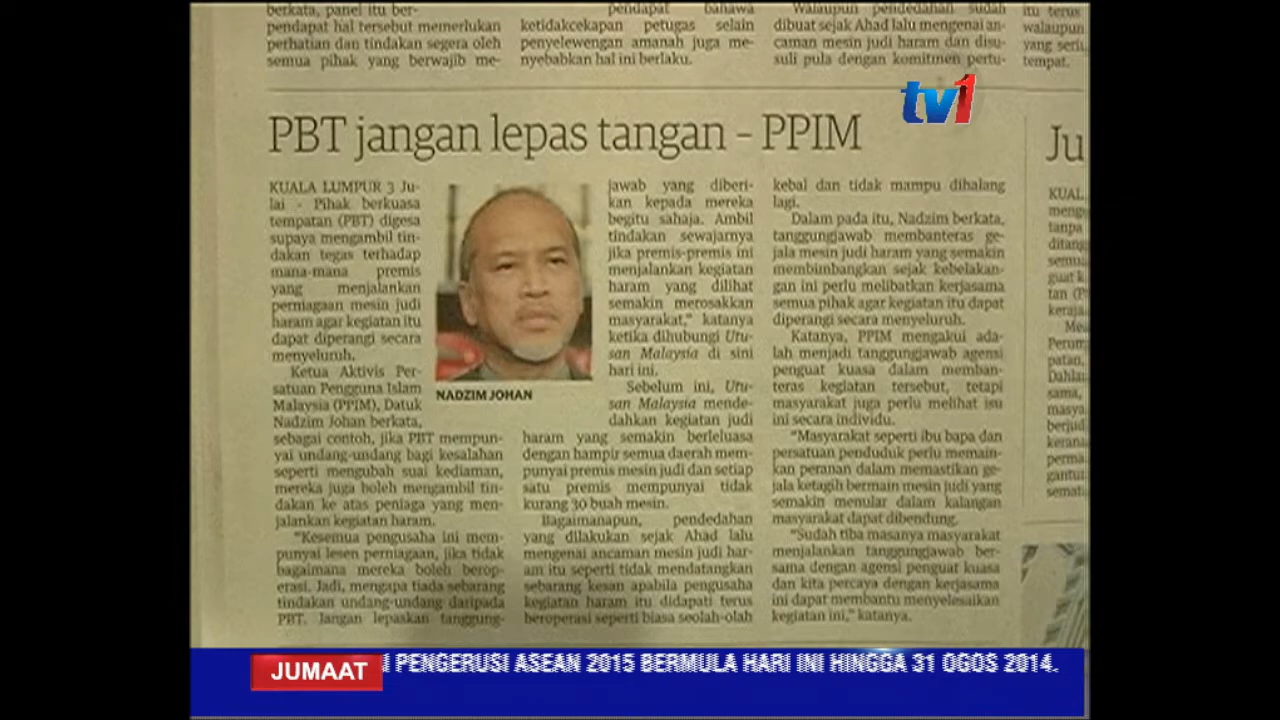 berkata, panel itu ber-
pendapat hal tersebut memerlukan
perhatian dan tindakan segera oleh
semua pihak yang berwajib me-
pendapat bahawa
ketidakcekapan petugas selain
penyelewengan amanah juga me-
nyebabkan hal ini berlaku.
Walaupun pendedahan sudah
dibuat sejak Ahad lalu mengenai an-
caman mesin judi haram dan disu-
suli pula dengan komitmen pertu-
itu terus
walaupun
yang seri
tempat.
tv1
PBT jangan lepas tangan – PPIM
KUALA LUMPUR 3 Ju-
lai – Pihak berkuasa
tempatan (PBT) digesa
supaya mengambil tin-
dakan tegas terhadap
mana-mana premis
yang menjalankan
perniagaan mesin judi
haram agar kegiatan itu
dapat diperangi secara
menyeluruh.
Ketua Aktivis Per-
satuan Pengguna Islam
Malaysia (PPIM), Datuk
Nadzim Johan berkata,
sebagai contoh, jika PBT mempun-
yai undang-undang bagi kesalahan
seperti mengubah suai kediaman,
mereka juga boleh mengambil tin-
dakan ke atas peniaga yang men-
jalankan kegiatan haram.
"Kesemua pengusaha ini mem-
punyai lesen perniagaan, jika tidak
bagaimana mereka boleh berop-
erasi. Jadi, mengapa tiada sebarang
tindakan undang-undang daripada
PBT. Jangan lepaskan tanggung-
NADZIM JOHAN
jawab yang diberi-
kan kepada mereka
begitu sahaja. Ambil
tindakan sewajarnya
jika premis-premis ini
menjalankan kegiatan
haram yang dilihat
semakin merosakkan
masyarakat," katanya
ketika dihubungi Utu-
san Malaysia di sini
hari ini.
Sebelum ini, Utu-
san Malaysia mende-
dahkan kegiatan judi
haram yang semakin berleluasa
dengan hampir semua daerah mem-
punyai premis mesin judi dan setiap
satu premis mempunyai tidak
kurang 30 buah mesin.
Bagaimanapun, pendedahan
yang dilakukan sejak Ahad lalu
mengenai ancaman mesin judi har-
am itu seperti tidak mendatangkan
sebarang kesan apabila pengusaha
kegiatan haram itu didapati terus
beroperasi seperti biasa seolah-olah
kebal dan tidak mampu dihalang
lagi.
Dalam pada itu, Nadzim berkata,
tanggungjawab membanteras ge-
jala mesin judi haram yang semakin
membimbangkan sejak kebelakan-
gan ini perlu melibatkan kerjasama
semua pihak agar kegiatan itu dapat
diperangi secara menyeluruh.
Katanya, PPIM mengakui ada-
lah menjadi tanggungjawab agensi
penguat kuasa dalam memban-
teras kegiatan tersebut, tetapi
masyarakat juga perlu melihat isu
ini secara individu.
"Masyarakat seperti ibu bapa dan
persatuan penduduk perlu memain-
kan peranan dalam memastikan ge-
jala ketagih bermain mesin judi yang
semakin menular dalam kalangan
masyarakat dapat dibendung.
"Sudah tiba masanya masyarakat
menjalankan tanggungjawab ber-
sama dengan agensi penguat kuasa
dan kita percaya dengan kerjasama
ini dapat membantu menyelesaikan
kegiatan ini," katanya.
Ju
KUAL
meng
tanpa
ditang
semu
guat k
tan (P
keraja
Me
Perum
patan,
Dahla
sama,
masya
berjud
kerana
perma
gantu
semat
JUMAAT
I PENGERUSI ASEAN 2015 BERMULA HARI INI HINGGA 31 OGOS 2014.